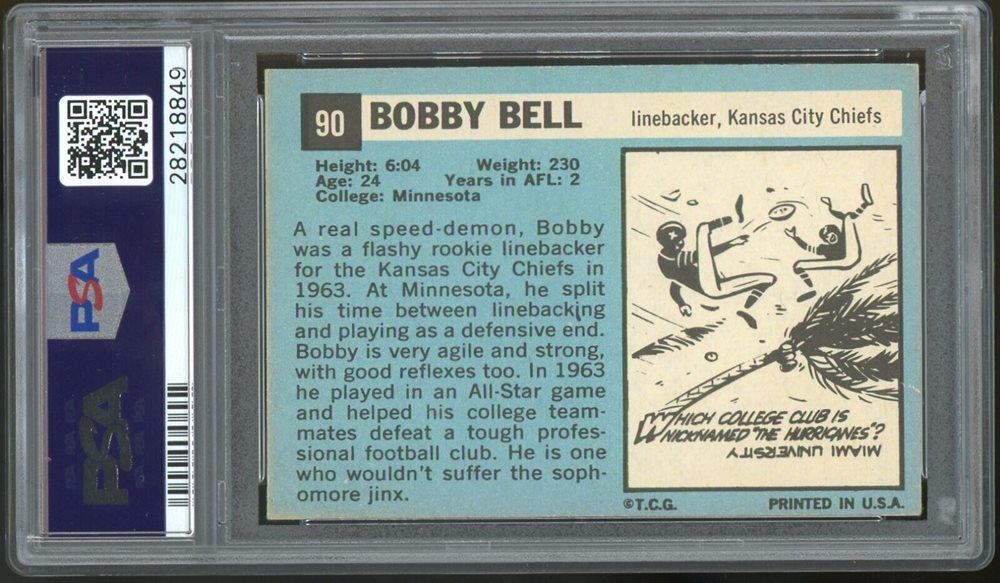 28218849
PSA
PSA
90 BOBBY BELL linebacker, Kansas City Chiefs
Height: 6:04 Weight: 230
Age: 24 Years in AFL: 2
College: Minnesota
A real speed-demon, Bobby
was a flashy rookie linebacker
for the Kansas City Chiefs in
1963. At Minnesota, he split
his time between linebacking
and playing as a defensive end.
Bobby is very agile and strong,
with good reflexes too. In 1963
he played in an All-Star game
and helped his college team-
mates defeat a tough profes-
sional football club. He is one
who wouldn't suffer the soph-
omore jinx.
WHICH COLLEGE CLUB IS
NICKNAMED "THE HURRICANES"?
MIAMI UNIVERSITY
©T.C.G. PRINTED IN U.S.A.